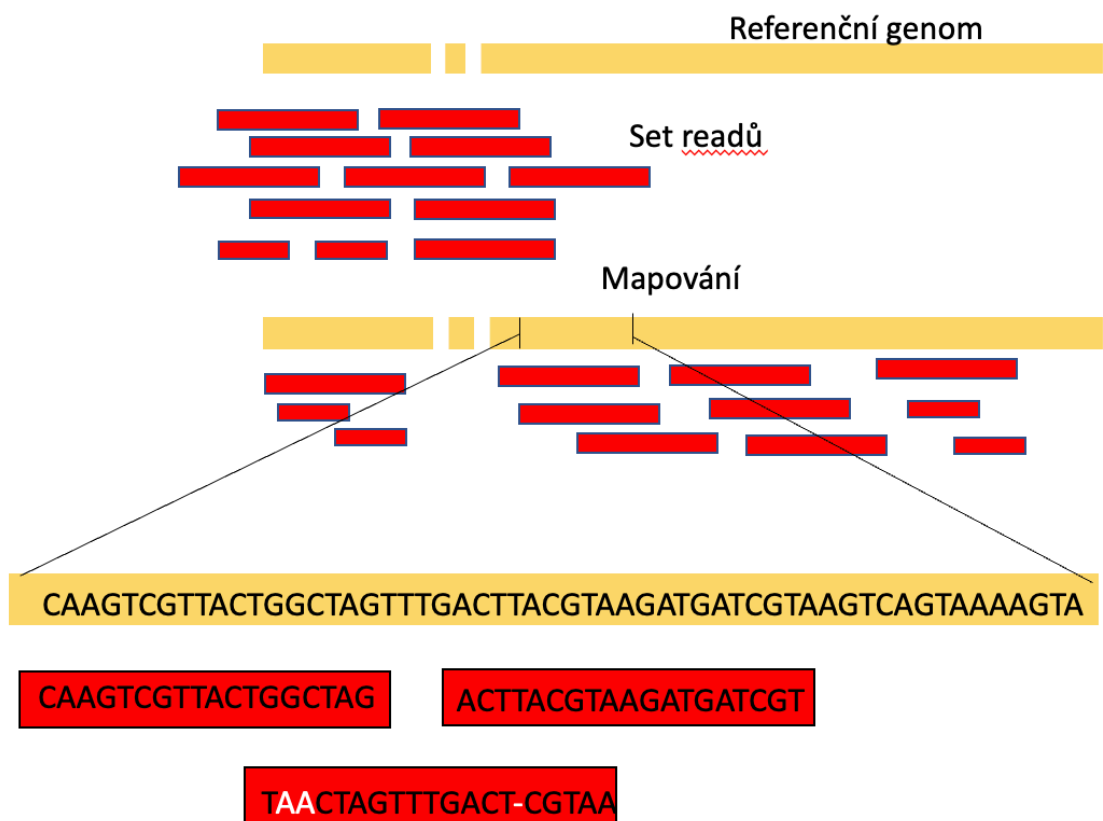 Referenční genom
Set readů
Mapování
CAAGTCGTTACTGGCTAGTTTGACTTACGTAAGATGATCGTAAGTCAGTAAAAGTA
CAAGTCGTTACTGGCTAG
ACTTACGTAAGATGATCGT
TAACTAGTTTGACT-CGTAA